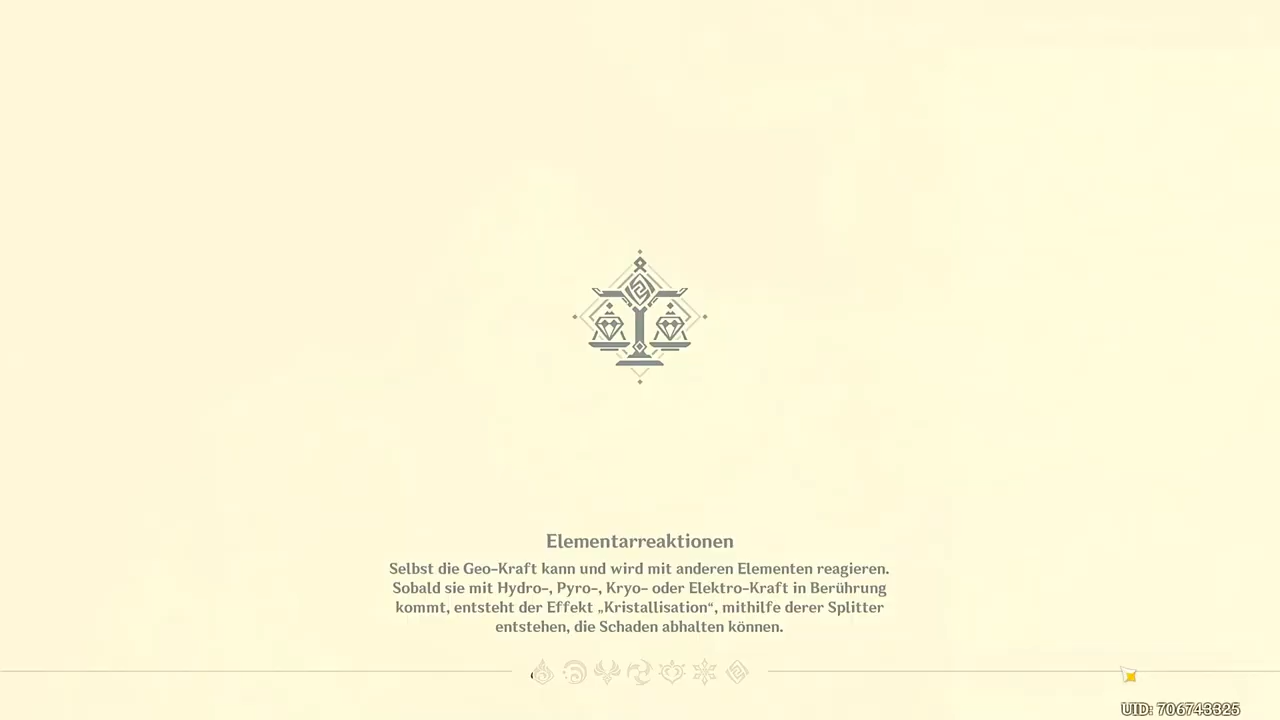 Elementarreaktionen
Selbst die Geo-Kraft kann und wird mit anderen Elementen reagieren.
Sobald sie mit Hydro-, Pyro-, Kryo- oder Elektro-Kraft in Berührung
kommt, entsteht der Effekt „Kristallisation“, mithilfe derer Splitter
entstehen, die Schaden abhalten können.
UID: 706743325